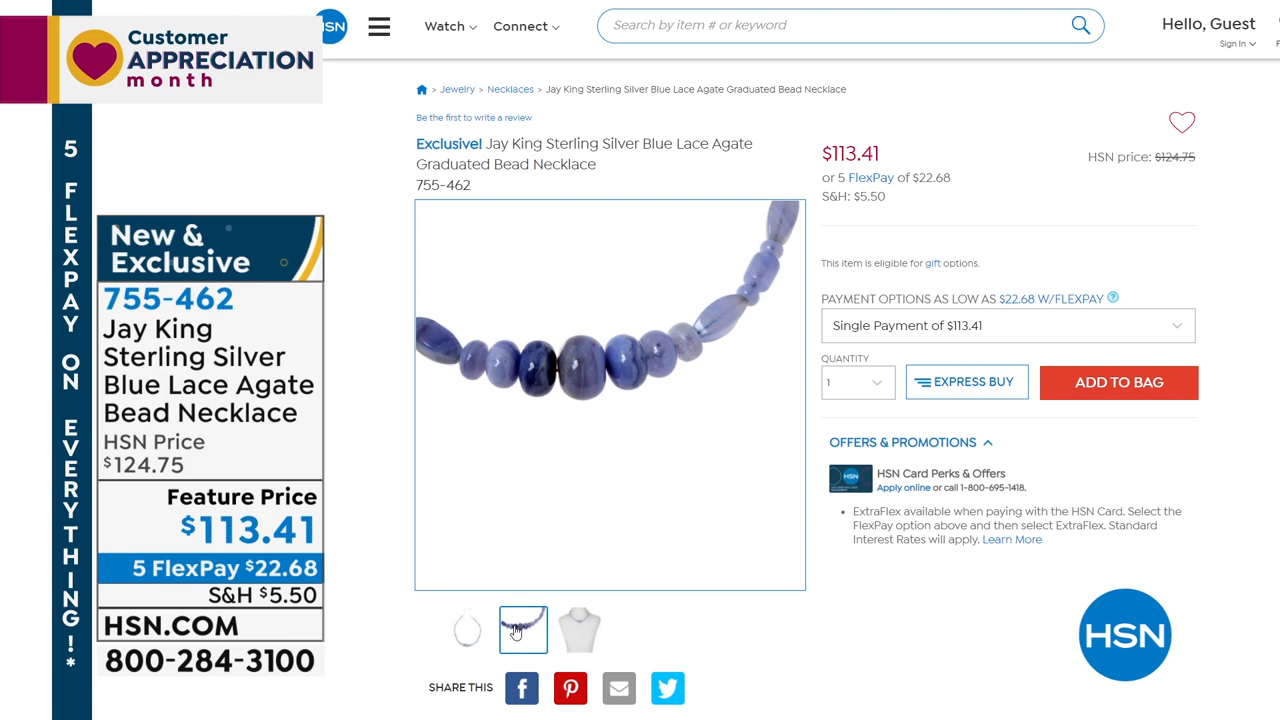 Customer
APPRECIATION
month
5 FLEXPAY ON EVERYTHING!*
New &
Exclusive
755-462
Jay King
Sterling Silver
Blue Lace Agate
Bead Necklace
HSN Price
$124.75
Feature Price
$113.41
5 FlexPay $22.68
S&H $5.50
HSN.COM
800-284-3100
HSN
Watch
Connect
Search by item # or keyword
Hello, Guest
Sign In
> Jewelry > Necklaces > Jay King Sterling Silver Blue Lace Agate Graduated Bead Necklace
Be the first to write a review
Exclusive! Jay King Sterling Silver Blue Lace Agate
Graduated Bead Necklace
755-462
$113.41
HSN price: $124.75
or 5 FlexPay of $22.68
S&H: $5.50
This item is eligible for gift options.
PAYMENT OPTIONS AS LOW AS $22.68 W/FLEXPAY ?
Single Payment of $113.41
QUANTITY
1
EXPRESS BUY
ADD TO BAG
OFFERS & PROMOTIONS
HSN
HSN Card Perks & Offers
Apply online or call 1-800-695-1418.
• ExtraFlex available when paying with the HSN Card. Select the
FlexPay option above and then select ExtraFlex. Standard
Interest Rates will apply. Learn More
HSN
SHARE THIS